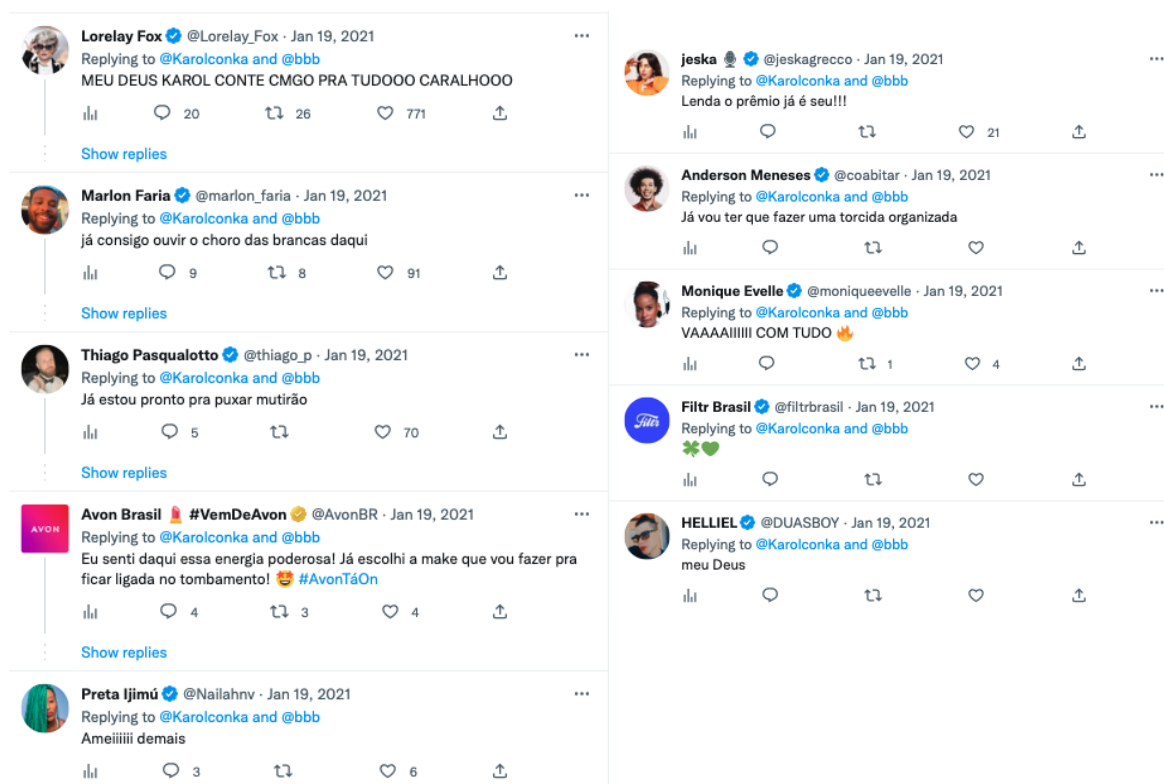 Lorelay Fox @Lorelay_Fox · Jan 19, 2021
Replying to @Karolconka and @bbb
MEU DEUS KAROL CONTE CMGO PRA TUDOOO CARALHOOO
20 26 771
Show replies
Marlon Faria @marlon_faria · Jan 19, 2021
Replying to @Karolconka and @bbb
já consigo ouvir o choro das brancas daqui
9 8 91
Show replies
Thiago Pasqualotto @thiago_p · Jan 19, 2021
Replying to @Karolconka and @bbb
Já estou pronto pra puxar mutirão
5 70
Show replies
AVON
Avon Brasil 💄 #VemDeAvon @AvonBR · Jan 19, 2021
Replying to @Karolconka and @bbb
Eu senti daqui essa energia poderosa! Já escolhi a make que vou fazer pra
ficar ligada no tombamento! 🤩 #AvonTáOn
4 3 4
Show replies
Preta Ijimú @Nailahnv · Jan 19, 2021
Replying to @Karolconka and @bbb
Ameiiiiii demais
3 6
jeska 🎙 @jeskagrecco · Jan 19, 2021
Replying to @Karolconka and @bbb
Lenda o prêmio já é seu!!!
21
Anderson Meneses @coabitar · Jan 19, 2021
Replying to @Karolconka and @bbb
Já vou ter que fazer uma torcida organizada
Monique Evelle @moniqueevelle · Jan 19, 2021
Replying to @Karolconka and @bbb
VAAAAIIIIII COM TUDO 🔥
1 4
Filtr
Filtr Brasil @filtrbrasil · Jan 19, 2021
Replying to @Karolconka and @bbb
🍀💚
HELLIEL @DUASBOY · Jan 19, 2021
Replying to @Karolconka and @bbb
meu Deus